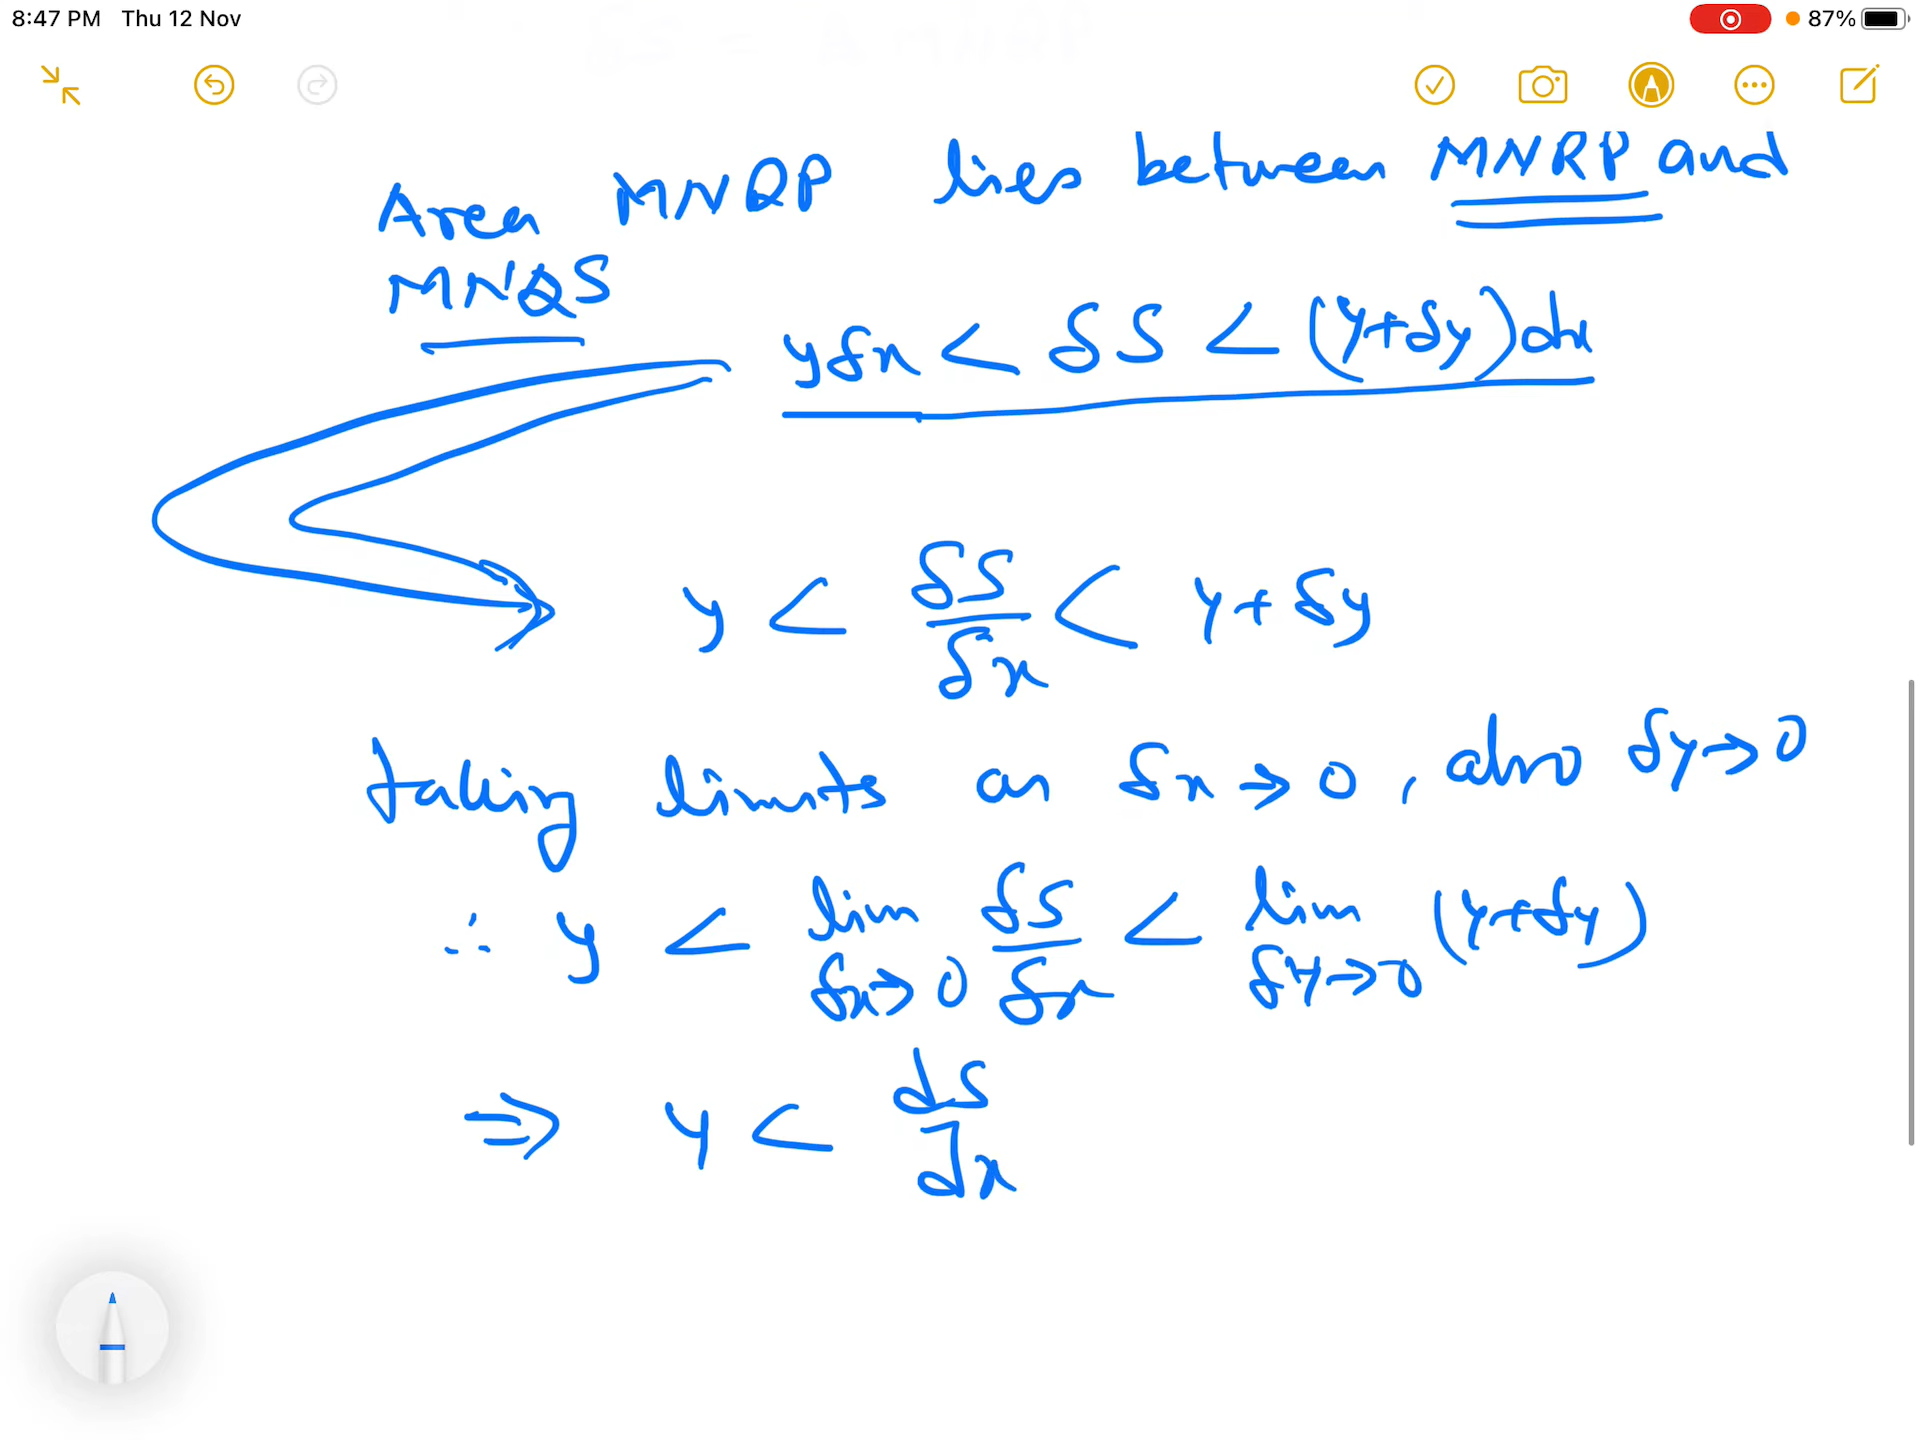 8:47 PM Thu 12 Nov 87%
Area MNQP lies between MNRP and
MNQS
yδx < δS < (y+δy)dx
y < δS/δx < y+δy
taking limits as δx → 0, also δy → 0
∴ y < lim δx→0 δS/δx < lim δy→0 (y+δy)
⇒ y < dS/dx